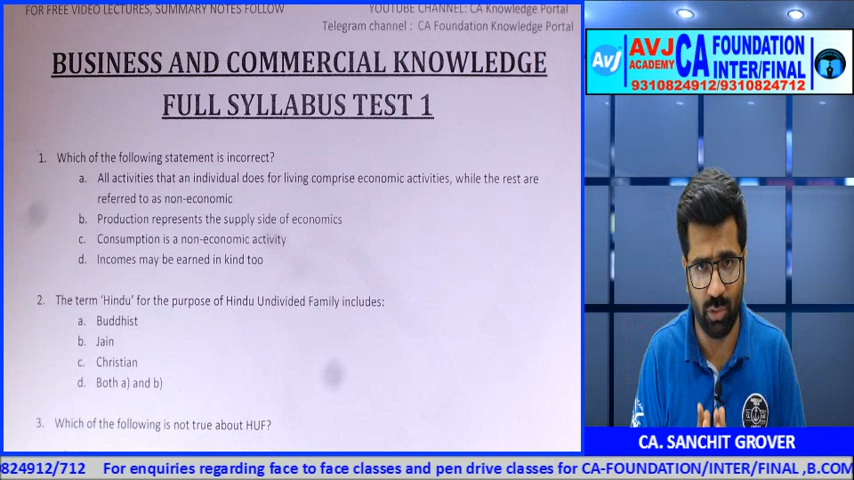 FOR FREE VIDEO LECTURES, SUMMARY NOTES FOLLOW
YOUTUBE CHANNEL: CA Knowledge Portal
Telegram channel : CA Foundation Knowledge Portal
BUSINESS AND COMMERCIAL KNOWLEDGE
FULL SYLLABUS TEST 1
1. Which of the following statement is incorrect?
a. All activities that an individual does for living comprise economic activities, while the rest are
referred to as non-economic
b. Production represents the supply side of economics
c. Consumption is a non-economic activity
d. Incomes may be earned in kind too
2. The term 'Hindu' for the purpose of Hindu Undivided Family includes:
a. Buddhist
b. Jain
c. Christian
d. Both a) and b)
3. Which of the following is not true about HUF?
AVJ
AVJ
ACADEMY
CA
FOUNDATION
INTER/FINAL
9310824912/9310824712
CA. SANCHIT GROVER
824912/712 For enquiries regarding face to face classes and pen drive classes for CA-FOUNDATION/INTER/FINAL ,B.COM